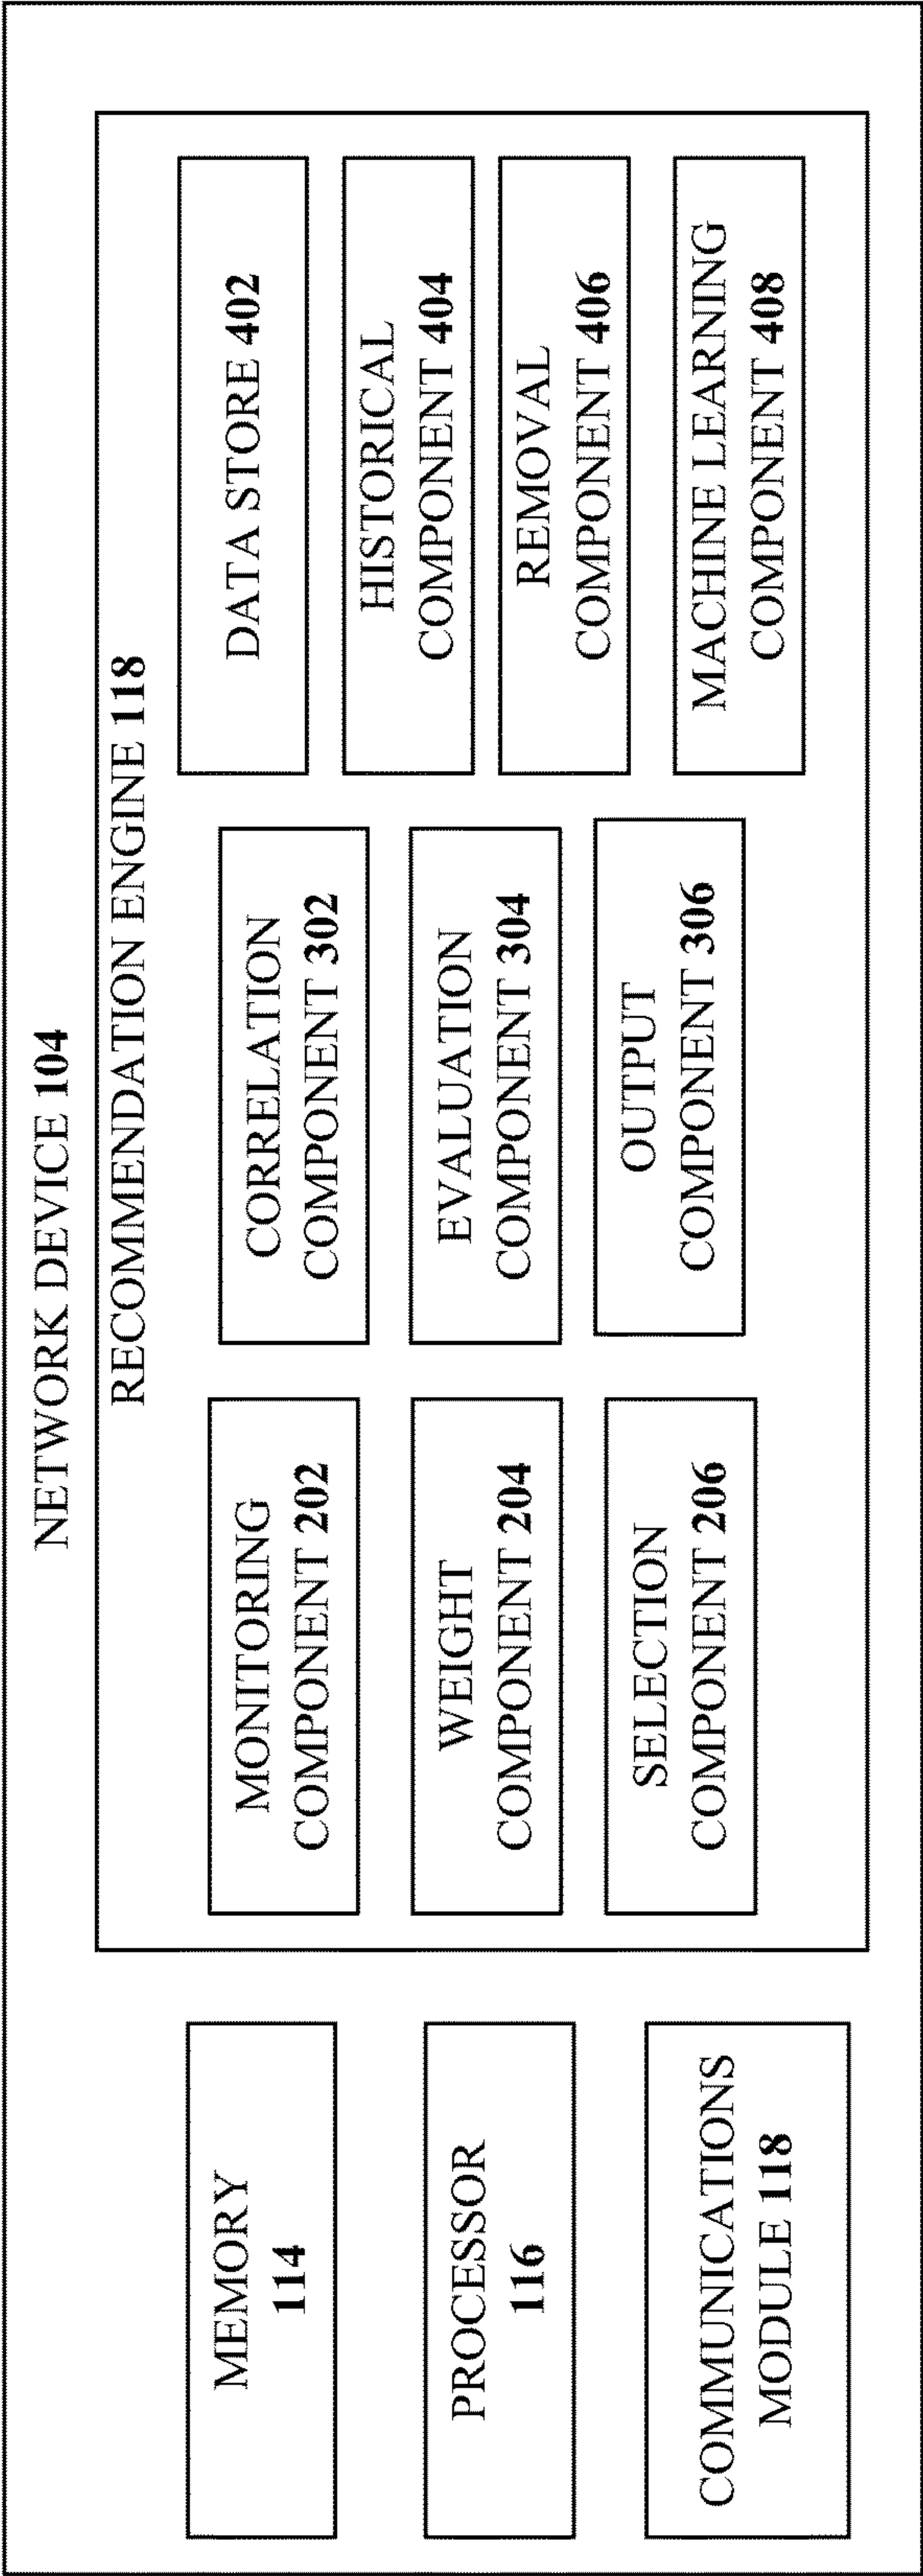 NETWORK DEVICE 104
MEMORY
114
PROCESSOR
116
COMMUNICATIONS
MODULE 118
RECOMMENDATION ENGINE 118
MONITORING
COMPONENT 202
WEIGHT
COMPONENT 204
SELECTION
COMPONENT 206
CORRELATION
COMPONENT 302
EVALUATION
COMPONENT 304
OUTPUT
COMPONENT 306
DATA STORE 402
HISTORICAL
COMPONENT 404
REMOVAL
COMPONENT 406
MACHINE LEARNING
COMPONENT 408